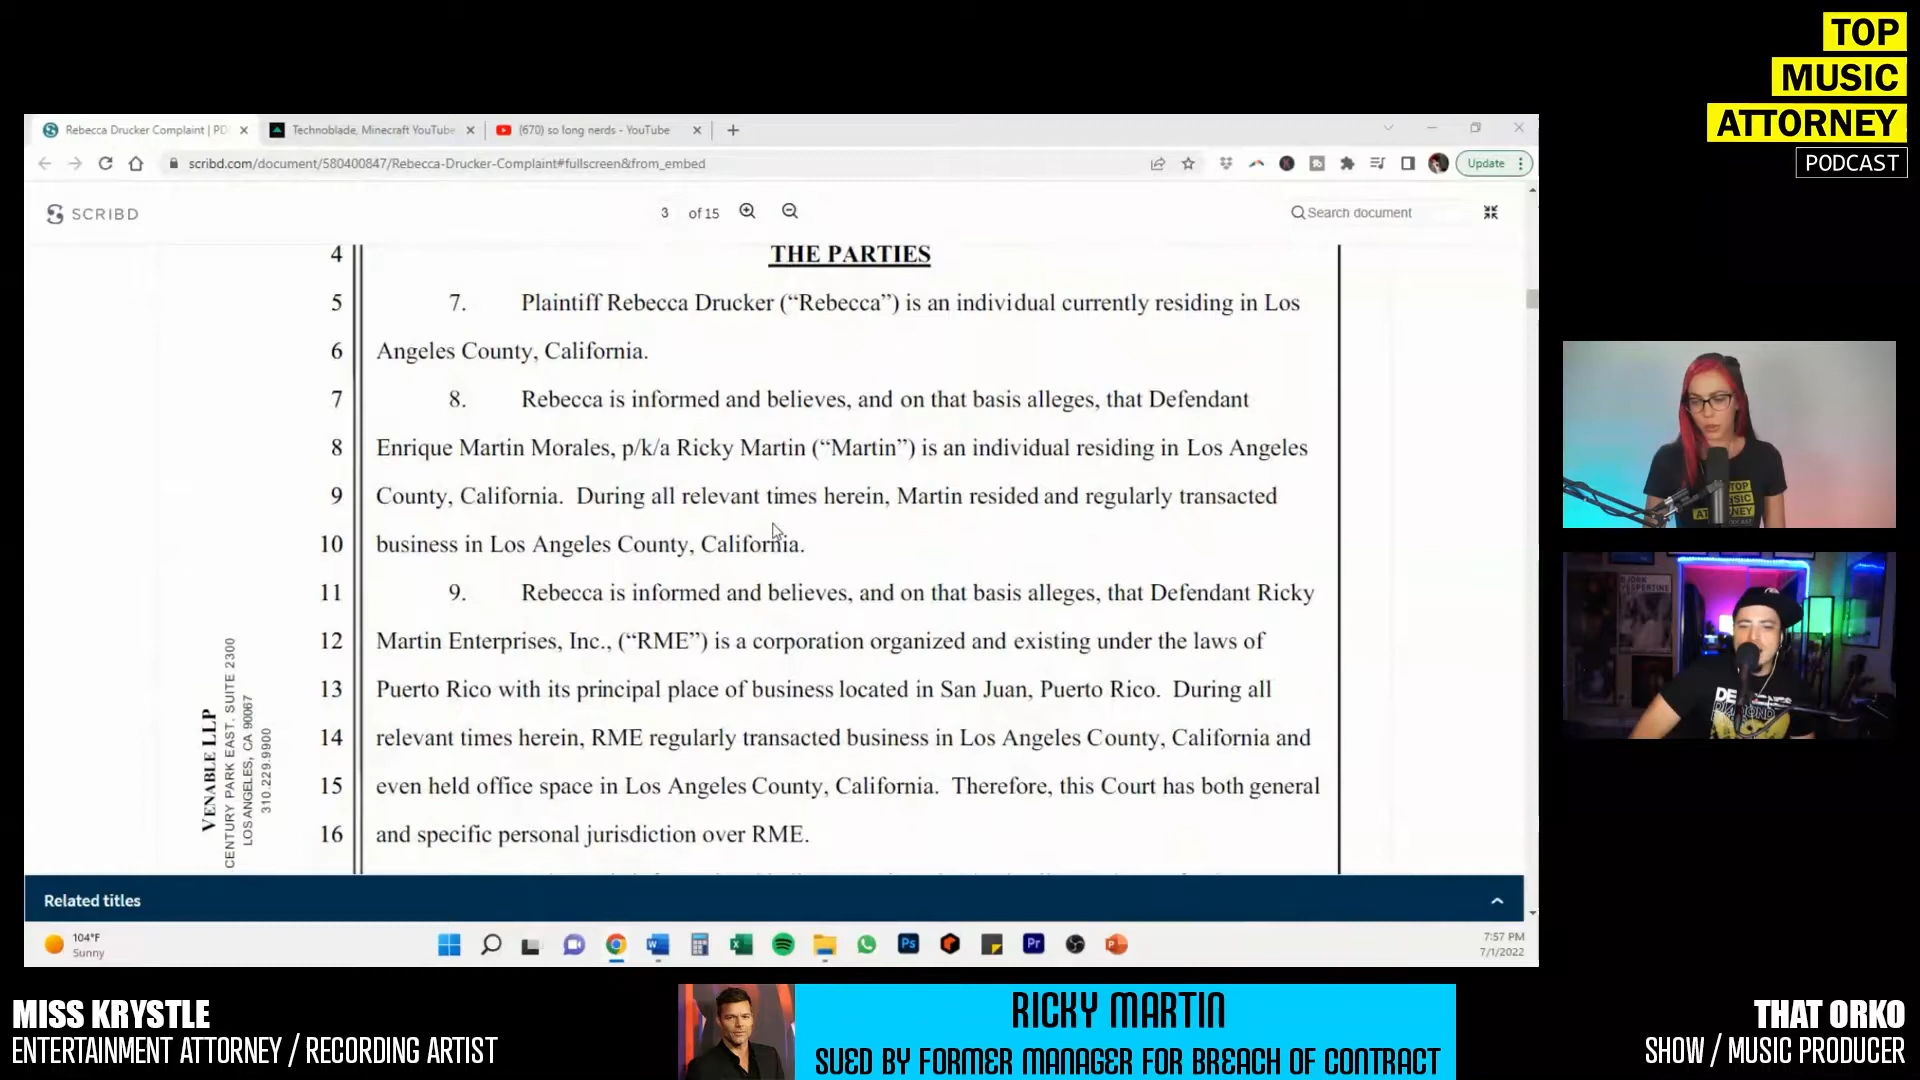 TOP
MUSIC
ATTORNEY
PODCAST
Rebecca Drucker Complaint | PD
Technoblade, Minecraft YouTube
(670) so long nerds - YouTube
scribd.com/document/580400847/Rebecca-Drucker-Complaint#fullscreen&from_embed
Update
SCRIBD
3 of 15
Search document
4 THE PARTIES
5 7. Plaintiff Rebecca Drucker (“Rebecca”) is an individual currently residing in Los
6 Angeles County, California.
7 8. Rebecca is informed and believes, and on that basis alleges, that Defendant
8 Enrique Martin Morales, p/k/a Ricky Martin (“Martin”) is an individual residing in Los Angeles
9 County, California. During all relevant times herein, Martin resided and regularly transacted
10 business in Los Angeles County, California.
11 9. Rebecca is informed and believes, and on that basis alleges, that Defendant Ricky
12 Martin Enterprises, Inc., (“RME”) is a corporation organized and existing under the laws of
13 Puerto Rico with its principal place of business located in San Juan, Puerto Rico. During all
14 relevant times herein, RME regularly transacted business in Los Angeles County, California and
15 even held office space in Los Angeles County, California. Therefore, this Court has both general
16 and specific personal jurisdiction over RME.
VENABLE LLP
CENTURY PARK EAST, SUITE 2300
LOS ANGELES, CA 90067
310.229.9900
TOP
MUSIC
ATTORNEY
BJORK
VESPERTINE
DIAMOND
Related titles
104°F
Sunny
Ps
Pr
7:57 PM
7/1/2022
MISS KRYSTLE
ENTERTAINMENT ATTORNEY / RECORDING ARTIST
RICKY MARTIN
SUED BY FORMER MANAGER FOR BREACH OF CONTRACT
THAT ORKO
SHOW / MUSIC PRODUCER